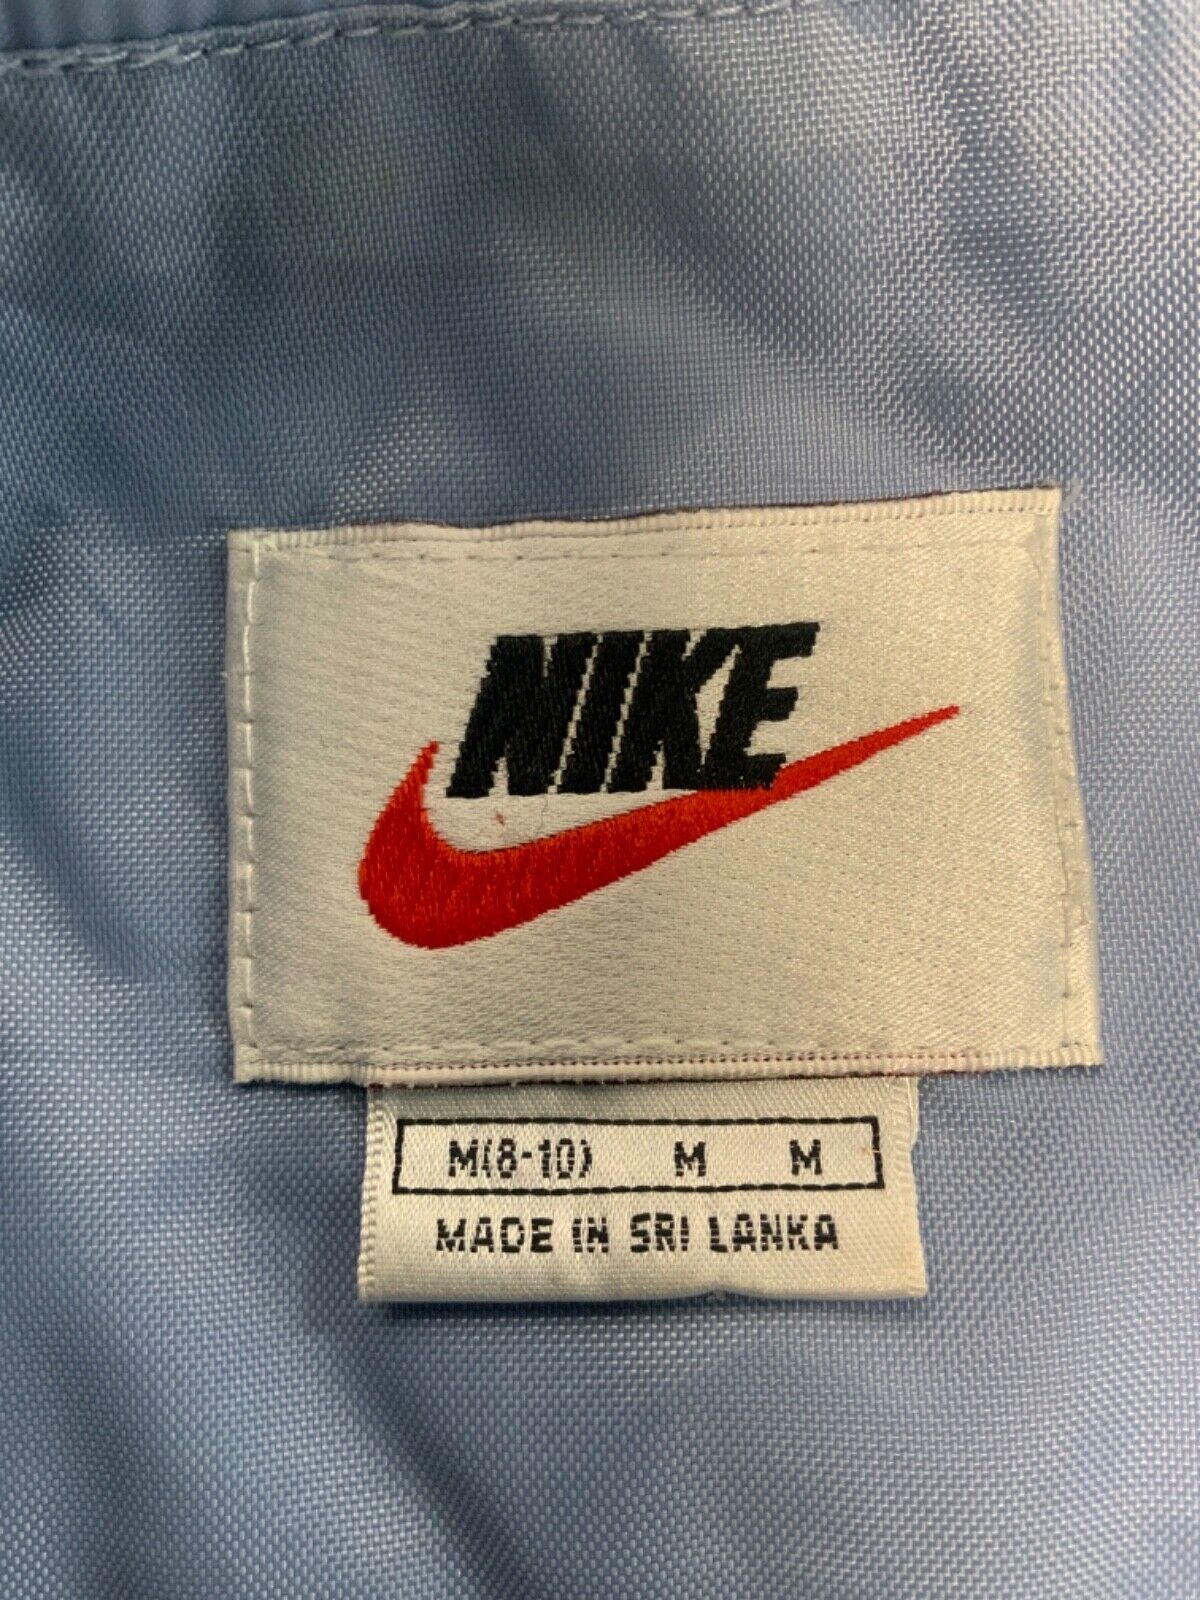 NIKE
M(8-10) M M
MADE IN SRI LANKA